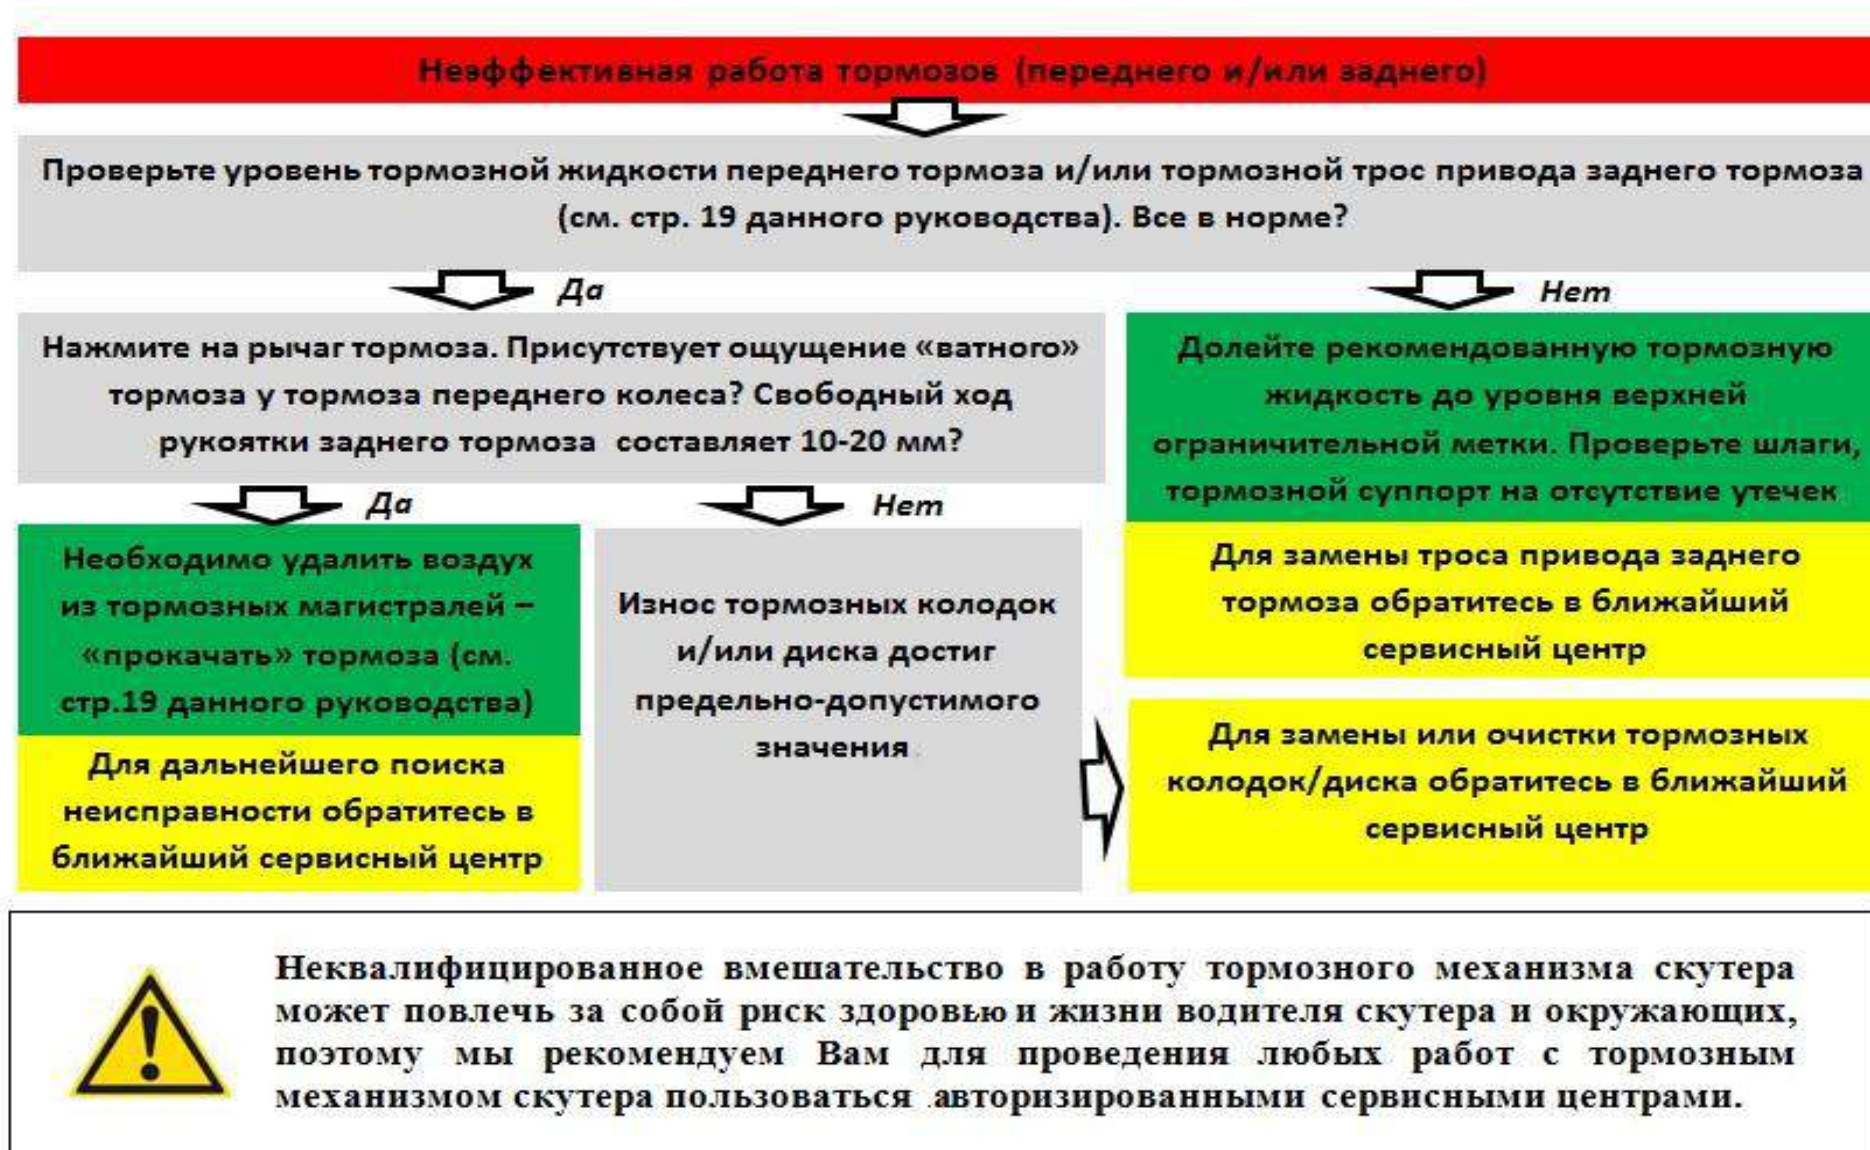 Неэффективная работа тормозов (переднего и/или заднего)
Проверьте уровень тормозной жидкости переднего тормоза и/или тормозной трос привода заднего тормоза
(см. стр. 19 данного руководства). Все в норме?
Да
Нет
Нажмите на рычаг тормоза. Присутствует ощущение «ватного»
тормоза у тормоза переднего колеса? Свободный ход
рукоятки заднего тормоза составляет 10-20 мм?
Долейте рекомендованную тормозную
жидкость до уровня верхней
ограничительной метки. Проверьте шлаги,
тормозной суппорт на отсутствие утечек
Да
Нет
Необходимо удалить воздух
из тормозных магистралей –
«прокачать» тормоза (см.
стр.19 данного руководства)
Износ тормозных колодок
и/или диска достиг
предельно-допустимого
значения
Для замены троса привода заднего
тормоза обратитесь в ближайший
сервисный центр
Для дальнейшего поиска
неисправности обратитесь в
ближайший сервисный центр
Для замены или очистки тормозных
колодок/диска обратитесь в ближайший
сервисный центр
Неквалифицированное вмешательство в работу тормозного механизма скутера
может повлечь за собой риск здоровью и жизни водителя скутера и окружающих,
поэтому мы рекомендуем Вам для проведения любых работ с тормозным
механизмом скутера пользоваться .авторизированными сервисными центрами.